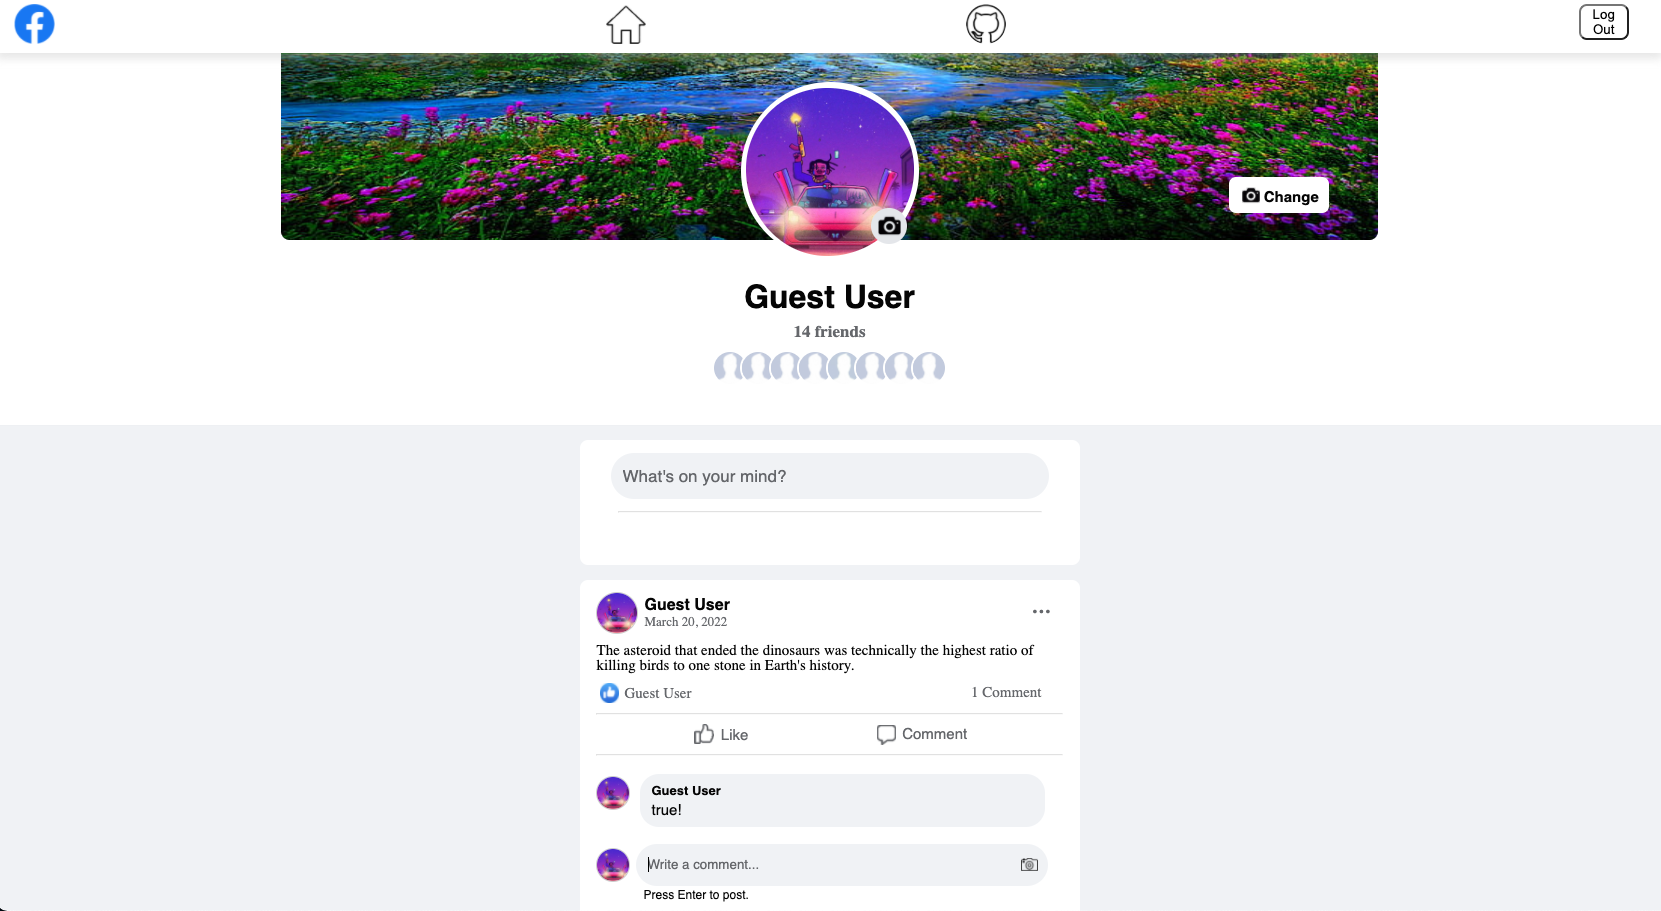 Log
Out
Change
Guest User
14 friends
What's on your mind?
Guest User
March 20, 2022
The asteroid that ended the dinosaurs was technically the highest ratio of
killing birds to one stone in Earth's history.
Guest User
1 Comment
Like
Comment
Guest User
true!
Write a comment...
Press Enter to post.